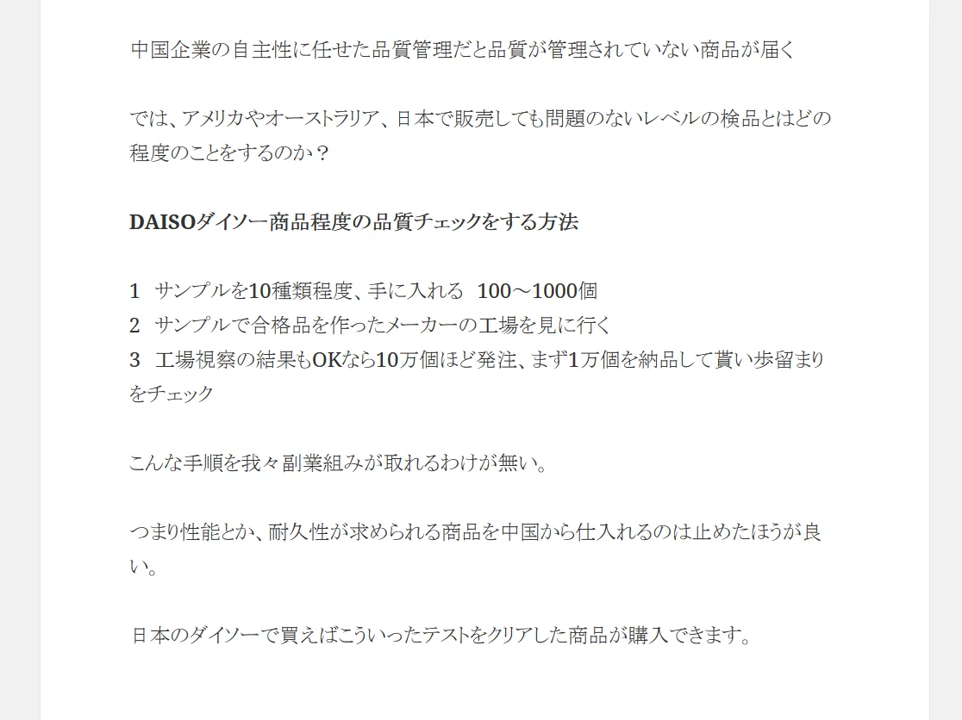 中国企業の自主性に任せた品質管理だと品質が管理されていない商品が届く
では、アメリカやオーストラリア、日本で販売しても問題のないレベルの検品とはどの
程度のことをするのか？
DAISOダイソー商品程度の品質チェックをする方法
1　サンプルを10種類程度、手に入れる　100〜1000個
2　サンプルで合格品を作ったメーカーの工場を見に行く
3　工場視察の結果もOKなら10万個ほど発注、まず1万個を納品して貰い歩留まり
をチェック
こんな手順を我々副業組みが取れるわけが無い。
つまり性能とか、耐久性が求められる商品を中国から仕入れるのは止めたほうが良
い。
日本のダイソーで買えばこういったテストをクリアした商品が購入できます。